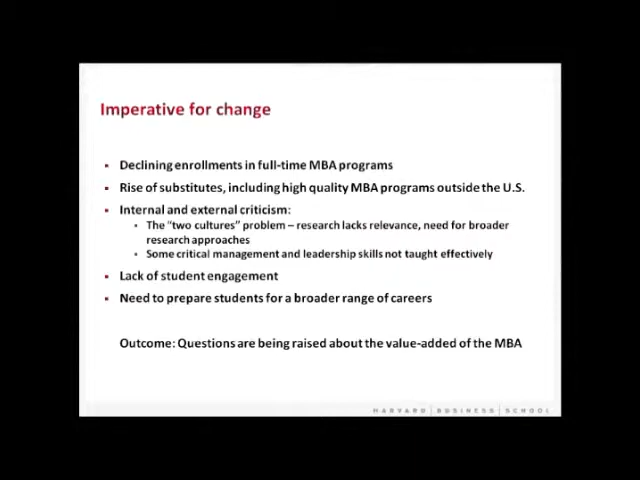 Imperative for change
▪ Declining enrollments in full-time MBA programs
▪ Rise of substitutes, including high quality MBA programs outside the U.S.
▪ Internal and external criticism:
▪ The “two cultures” problem – research lacks relevance, need for broader
research approaches
▪ Some critical management and leadership skills not taught effectively
▪ Lack of student engagement
▪ Need to prepare students for a broader range of careers
Outcome: Questions are being raised about the value-added of the MBA
HARVARD | BUSINESS | SCHOOL